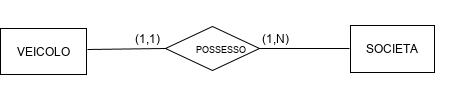 (1,1)
(1,N)
VEICOLO
POSSESSO
SOCIETA